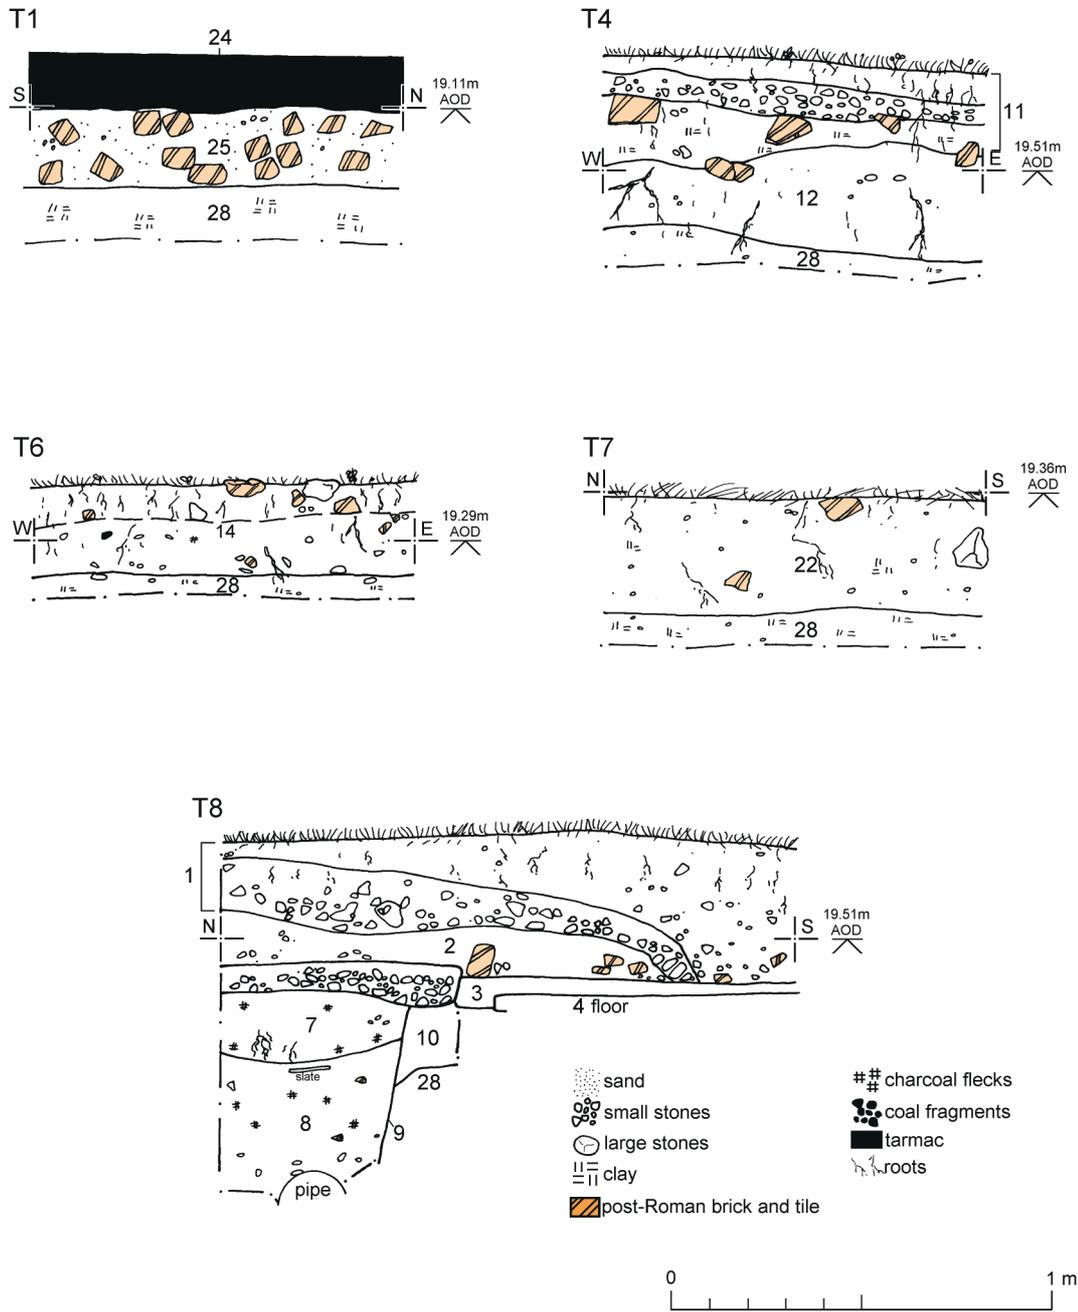 T1
24
S
N
19.11m
AOD
25
28
T4
11
W
E
19.51m
AOD
12
28
T6
W
14
E
19.29m
AOD
28
T7
N
S
19.36m
AOD
22
28
T8
1
N
S
19.51m
AOD
2
3
4 floor
7
10
slate
28
8
9
pipe
sand
small stones
large stones
clay
post-Roman brick and tile
charcoal flecks
coal fragments
tarmac
roots
0
1 m